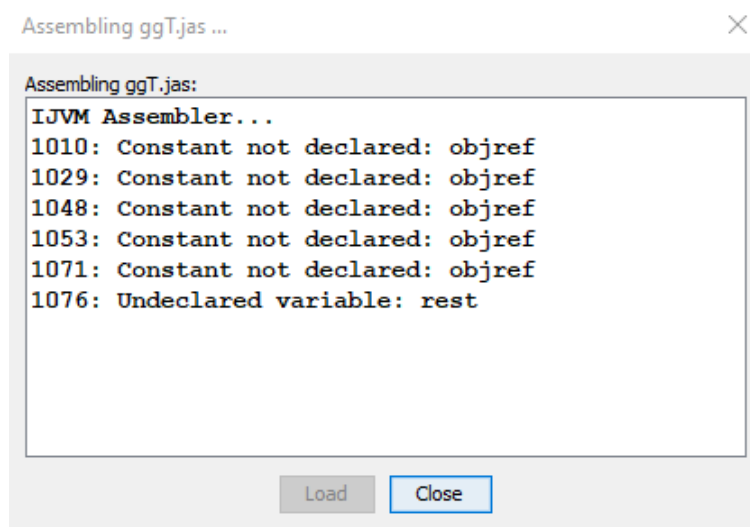 Assembling ggT.jas ...
Assembling ggT.jas:
IJVM Assembler...
1010: Constant not declared: objref
1029: Constant not declared: objref
1048: Constant not declared: objref
1053: Constant not declared: objref
1071: Constant not declared: objref
1076: Undeclared variable: rest
Load Close